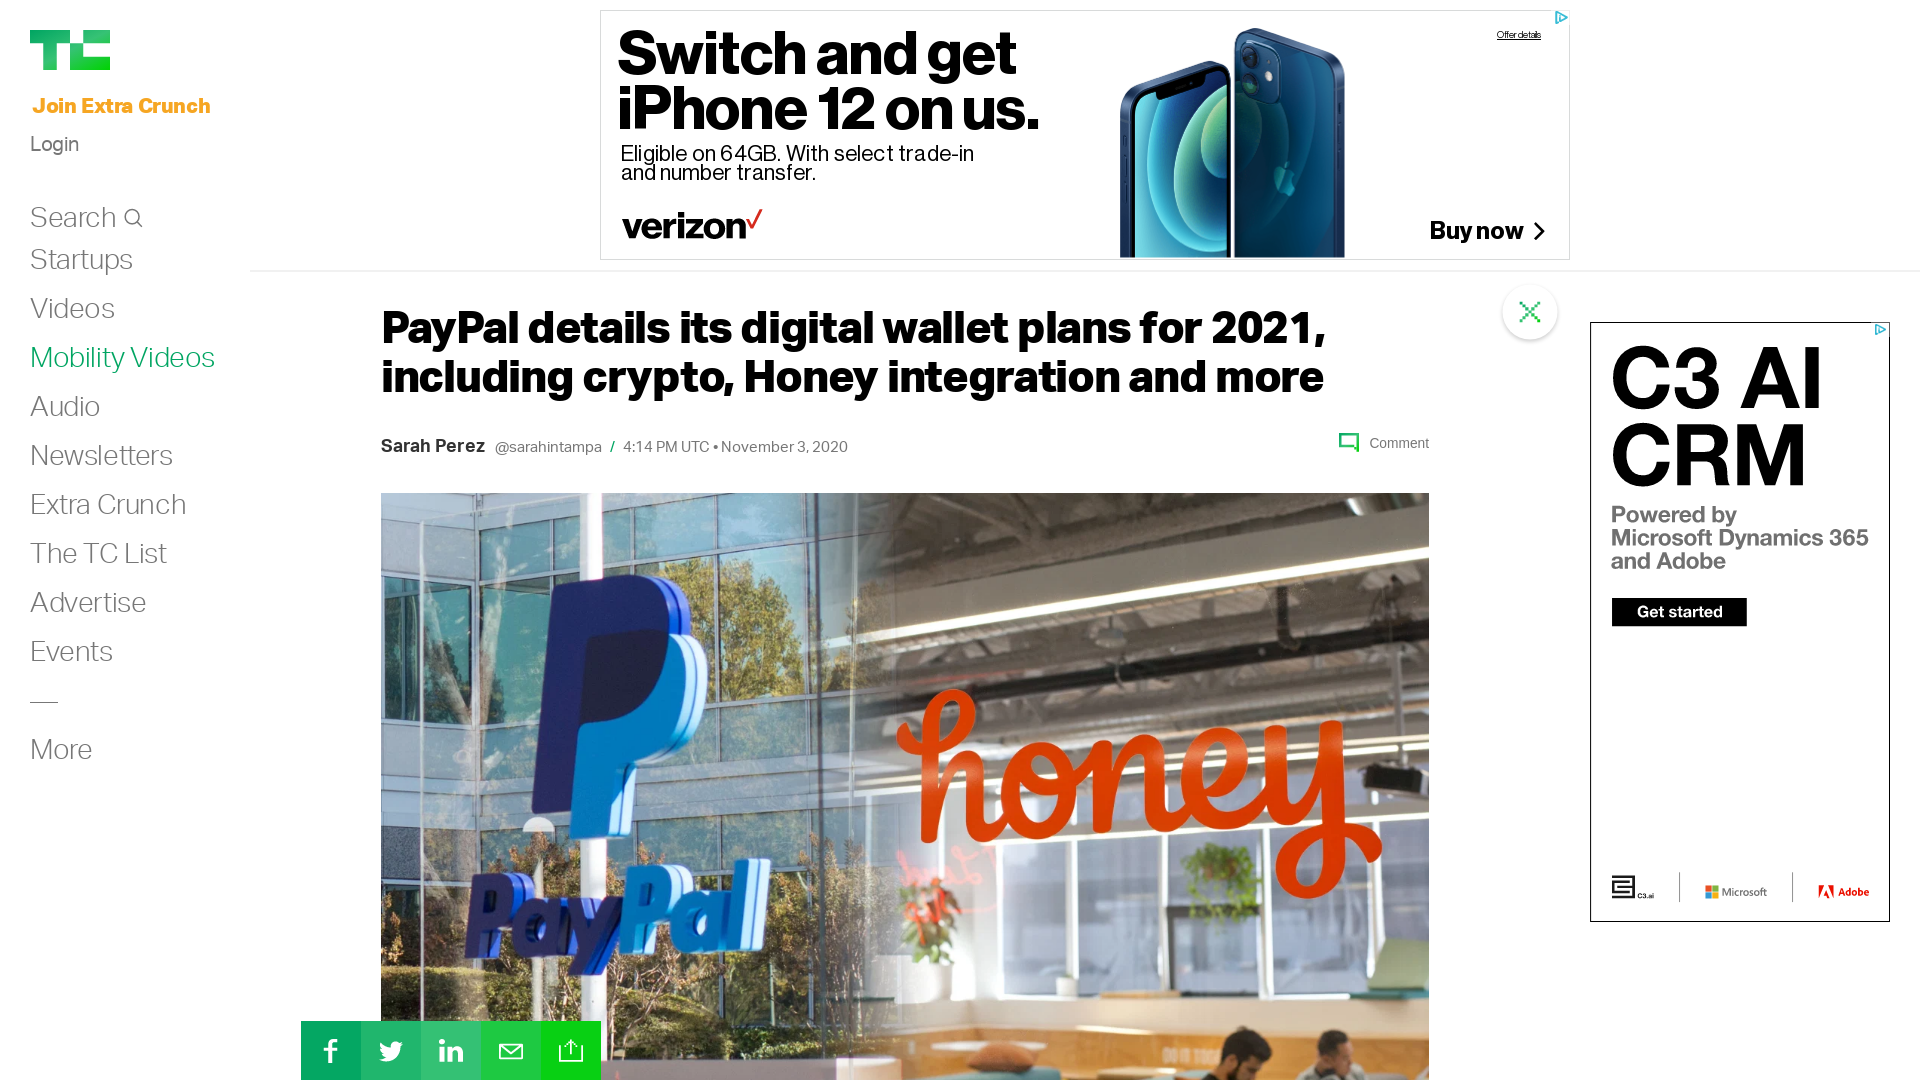 TC
Join Extra Crunch
Login
Search
Startups
Videos
Mobility Videos
Audio
Newsletters
Extra Crunch
The TC List
Advertise
Events
More
Switch and get
iPhone 12 on us.
Eligible on 64GB. With select trade-in
and number transfer.
verizon
Offer details
Buy now
PayPal details its digital wallet plans for 2021,
including crypto, Honey integration and more
Sarah Perez @sarahintampa / 4:14 PM UTC • November 3, 2020
Comment
PayPal
honey
C3 AI
CRM
Powered by
Microsoft Dynamics 365
and Adobe
Get started
C3.ai
Microsoft
Adobe